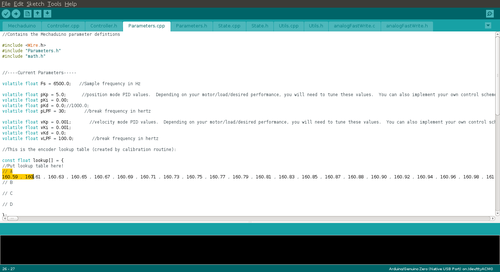 File Edit Sketch Tools Help
Mechaduino Controller.cpp Controller.h Parameters.cpp Parameters.h State.cpp State.h Utils.cpp Utils.h analogFastWrite.c analogFastWrite.h
//Contains the Mechaduino parameter defintions
#include <Wire.h>
#include "Parameters.h"
#include "math.h"
//----Current Parameters-----
volatile float Fs = 6500.0; //Sample frequency in Hz
volatile float pKp = 5.0; //position mode PID values. Depending on your motor/load/desired performance, you will need to tune these values. You can also implement your own control scheme
volatile float pKi = 0.00;
volatile float pKd = 0.0;//1000.0;
volatile float pLPF = 30; //break frequency in hertz
volatile float vKp = 0.001; //velocity mode PID values. Depending on your motor/load/desired performance, you will need to tune these values. You can also implement your own control scheme
volatile float vKi = 0.001;
volatile float vKd = 0.0;
volatile float vLPF = 100.0; //break frequency in hertz
//This is the encoder lookup table (created by calibration routine):
const float lookup[] = {
//Put lookup table here!
// A
160.59 , 160.61 , 160.63 , 160.65 , 160.67 , 160.69 , 160.71 , 160.73 , 160.75 , 160.77 , 160.79 , 160.81 , 160.83 , 160.85 , 160.87 , 160.88 , 160.90 , 160.92 , 160.94 , 160.96 , 160.98 , 161
// B
// C
// D
};
26 - 27
Arduino/Genuino Zero (Native USB Port) on /dev/ttyACM0